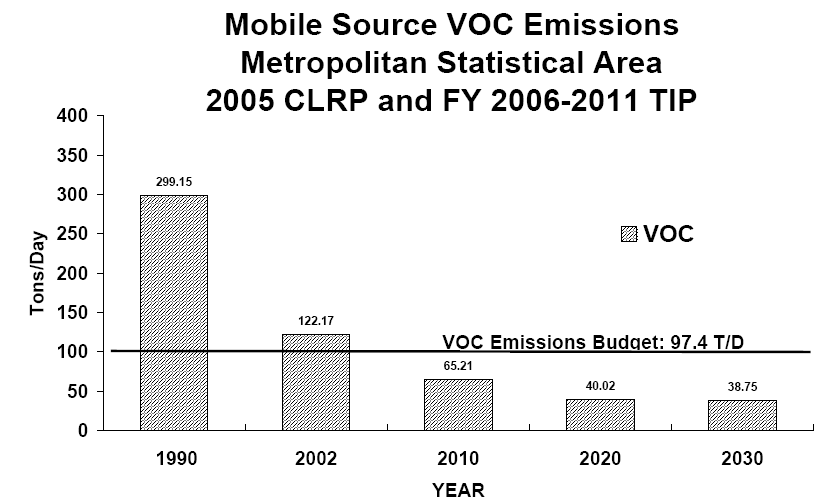 Mobile Source VOC Emissions
Metropolitan Statistical Area
2005 CLRP and FY 2006-2011 TIP
400
350
300
250
200
150
100
50
0
Tons/Day
299.15
122.17
65.21
40.02
38.75
VOC
VOC Emissions Budget: 97.4 T/D
1990 2002 2010 2020 2030
YEAR